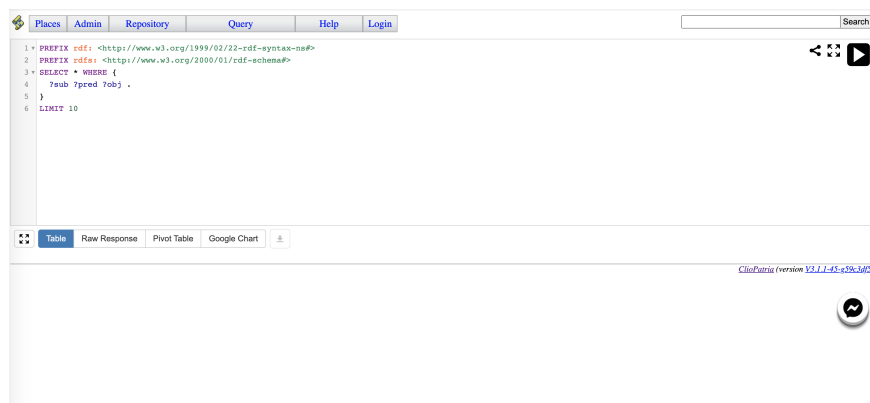 Places Admin Repository Query Help Login Search
1 PREFIX rdf: <http://www.w3.org/1999/02/22-rdf-syntax-ns#>
2 PREFIX rdfs: <http://www.w3.org/2000/01/rdf-schema#>
3 SELECT * WHERE {
4 ?sub ?pred ?obj .
5 }
6 LIMIT 10
Table Raw Response Pivot Table Google Chart
ClioPatria (version V3.1.1-45-g59c3df5